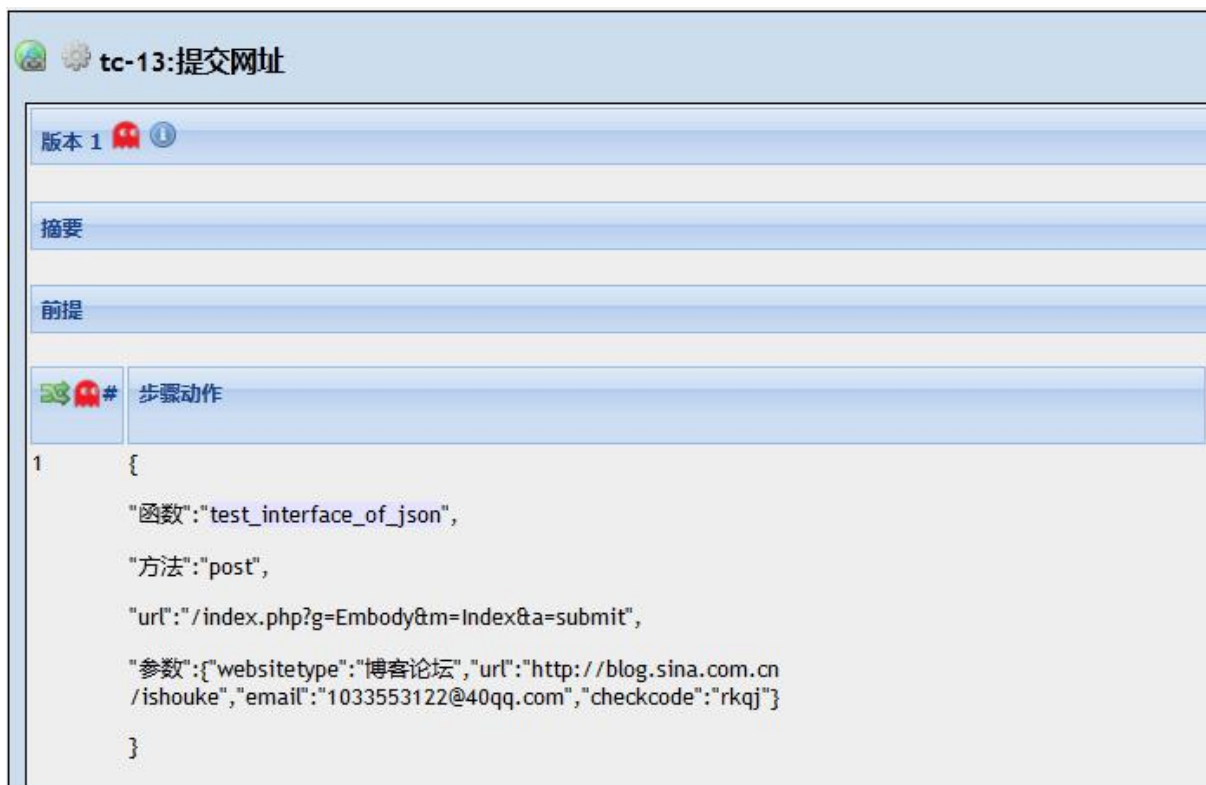 tc-13:提交网址
版本 1
摘要
前提
# 步骤动作
1 {
"函数":"test_interface_of_json",
"方法":"post",
"url":"/index.php?g=Embody&m=Index&a=submit",
"参数":{"websitetype":"博客论坛","url":"http://blog.sina.com.cn
/ishouke","email":"1033553122@40qq.com","checkcode":"rkqj"}
}